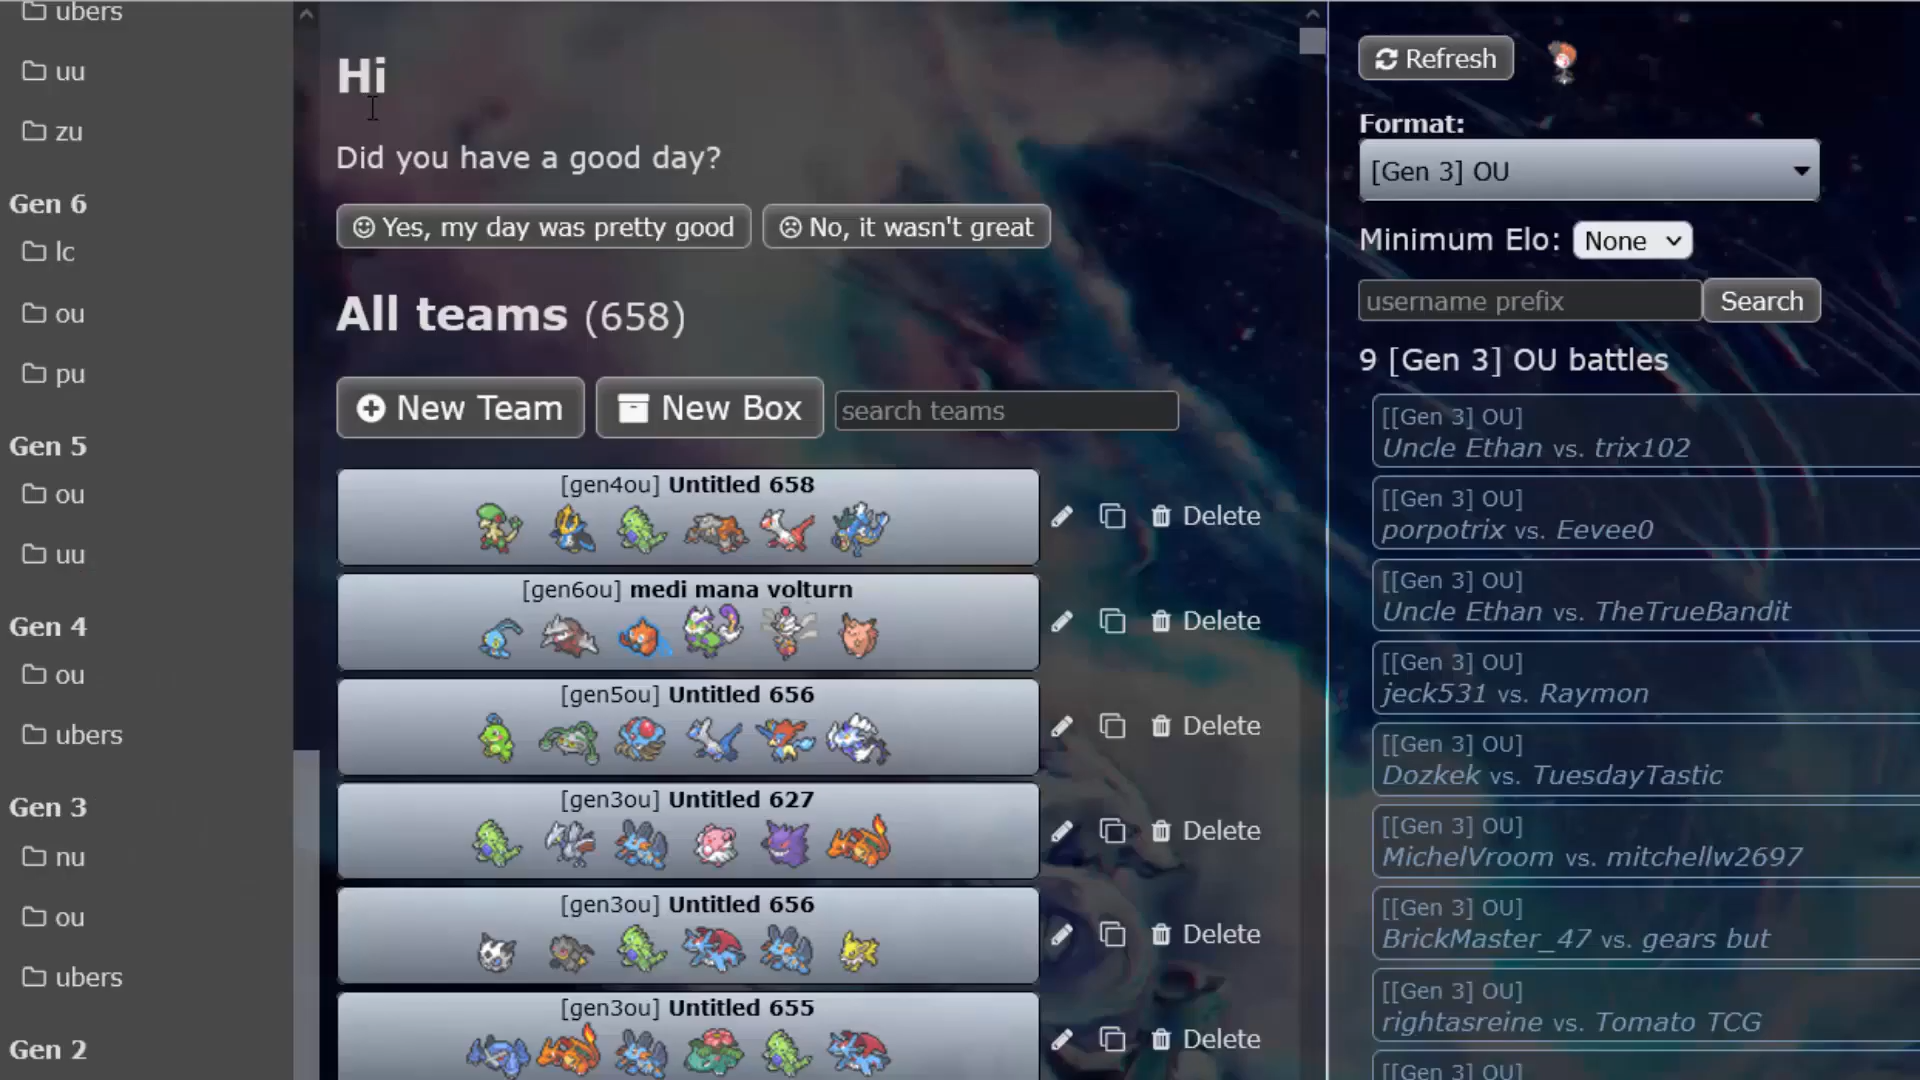 ubers
uu
zu
Gen 6
lc
ou
pu
Gen 5
ou
uu
Gen 4
ou
ubers
Gen 3
nu
ou
ubers
Gen 2
Hi
Did you have a good day?
Yes, my day was pretty good
No, it wasn't great
All teams (658)
New Team
New Box
search teams
[gen4ou] Untitled 658
Delete
[gen6ou] medi mana volturn
Delete
[gen5ou] Untitled 656
Delete
[gen3ou] Untitled 627
Delete
[gen3ou] Untitled 656
Delete
[gen3ou] Untitled 655
Delete
Refresh
Format:
[Gen 3] OU
Minimum Elo: None
username prefix
Search
9 [Gen 3] OU battles
[[Gen 3] OU]
Uncle Ethan vs. trix102
[[Gen 3] OU]
porpotrix vs. Eevee0
[[Gen 3] OU]
Uncle Ethan vs. TheTrueBandit
[[Gen 3] OU]
jeck531 vs. Raymon
[[Gen 3] OU]
Dozkek vs. TuesdayTastic
[[Gen 3] OU]
MichelVroom vs. mitchellw2697
[[Gen 3] OU]
BrickMaster_47 vs. gears but
[[Gen 3] OU]
rightasreine vs. Tomato TCG
[[Gen 3] OU]